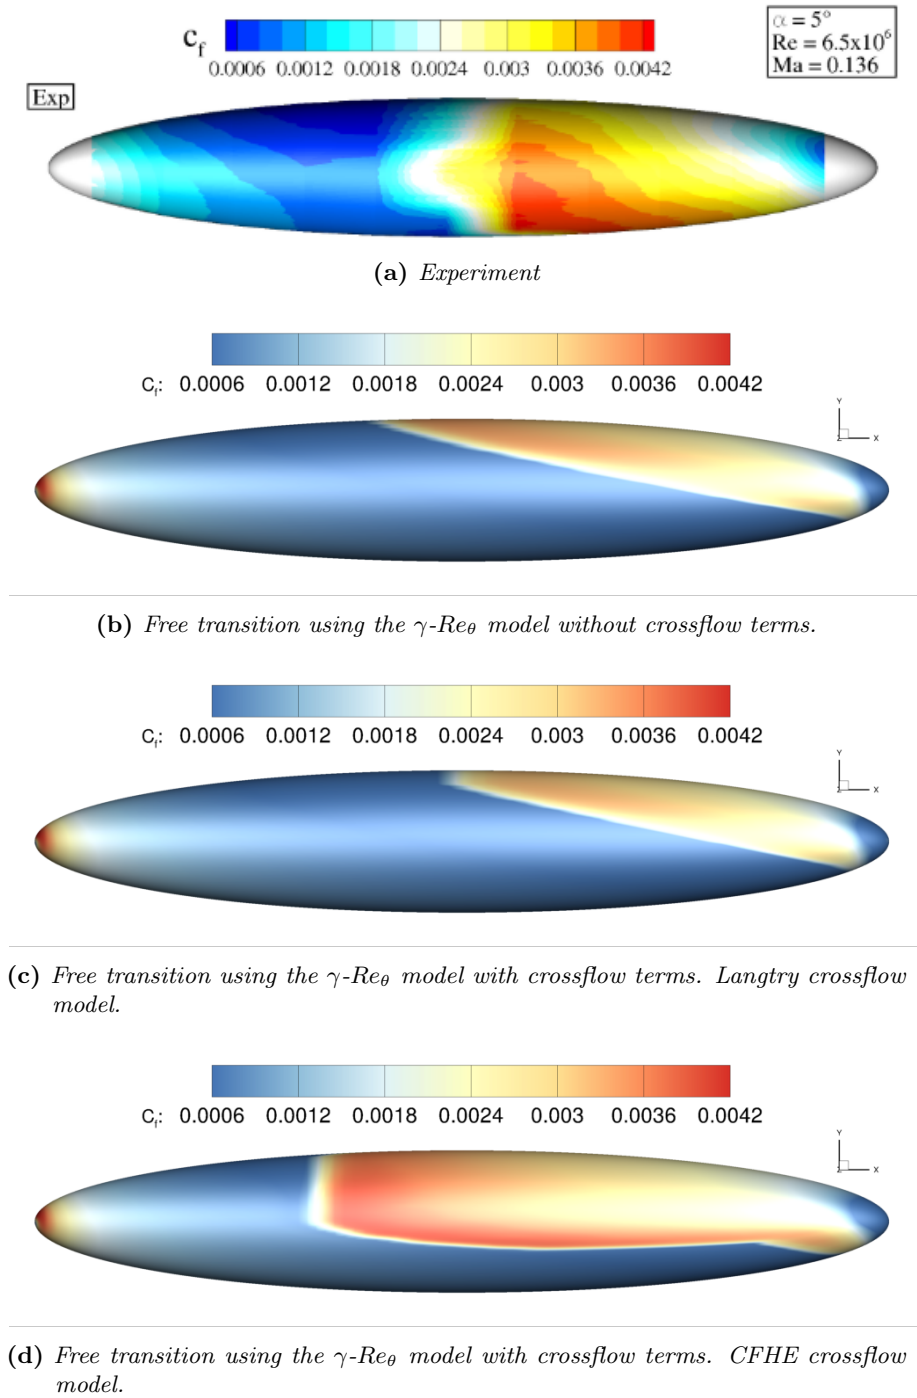 α = 5°
Re = 6.5x10⁶
Ma = 0.136
c_f
0.0006 0.0012 0.0018 0.0024 0.003 0.0036 0.0042
Exp
(a) Experiment
C_f: 0.0006 0.0012 0.0018 0.0024 0.003 0.0036 0.0042
Y
Z X
(b) Free transition using the γ-Re_θ model without crossflow terms.
C_f: 0.0006 0.0012 0.0018 0.0024 0.003 0.0036 0.0042
Y
Z X
(c) Free transition using the γ-Re_θ model with crossflow terms. Langtry crossflow
model.
C_f: 0.0006 0.0012 0.0018 0.0024 0.003 0.0036 0.0042
Y
Z X
(d) Free transition using the γ-Re_θ model with crossflow terms. CFHE crossflow
model.